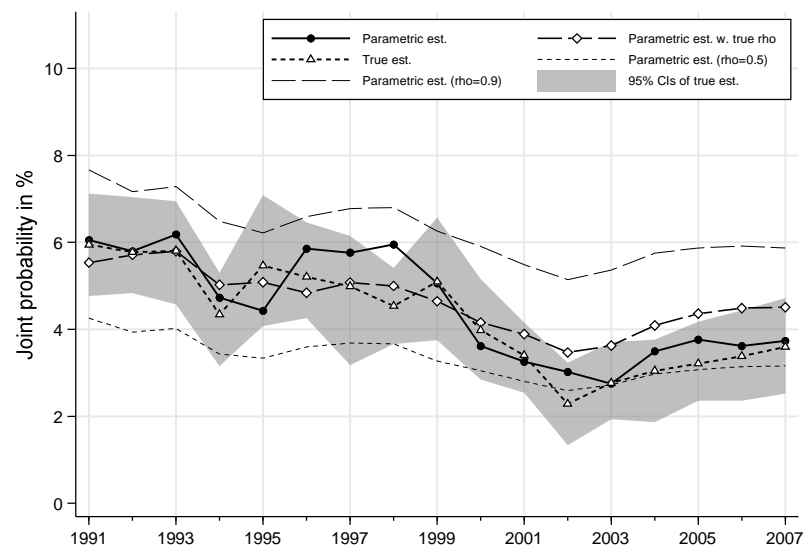 Parametric est.
True est.
Parametric est. (rho=0.9)
Parametric est. w. true rho
Parametric est. (rho=0.5)
95% CIs of true est.
Joint probability in %
10
8
6
4
2
0
1991 1993 1995 1997 1999 2001 2003 2005 2007